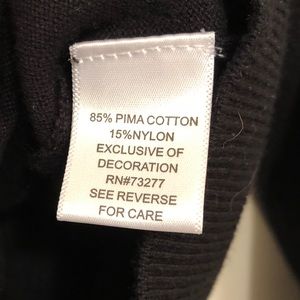 85% PIMA COTTON
15%NYLON
EXCLUSIVE OF
DECORATION
RN#73277
SEE REVERSE
FOR CARE